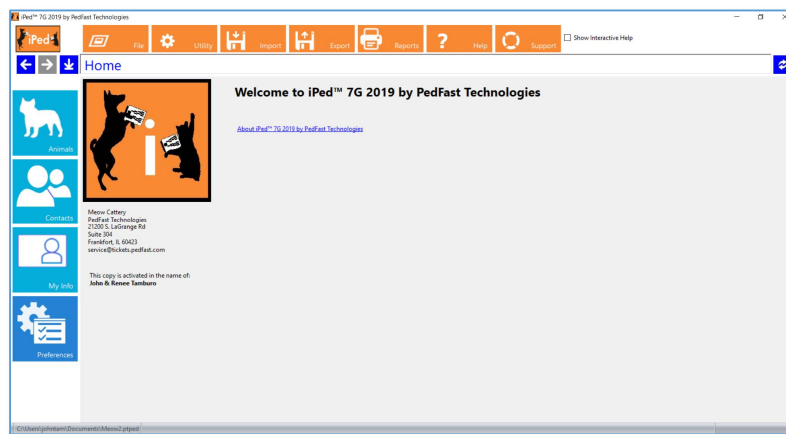 iPed™ 7G 2019 by PedFast Technologies
iPed
File
Utility
Import
Export
Reports
Help
Support
Show Interactive Help
Home
Animals
Contacts
My Info
Preferences
i
Meow Cattery
PedFast Technologies
21200 S. LaGrange Rd
Suite 304
Frankfort, IL 60423
service@tickets.pedfast.com
This copy is activated in the name of:
John & Renee Tamburo
Welcome to iPed™ 7G 2019 by PedFast Technologies
About iPed™ 7G 2019 by PedFast Technologies
C:\Users\johntam\Documents\Meow2.ptped